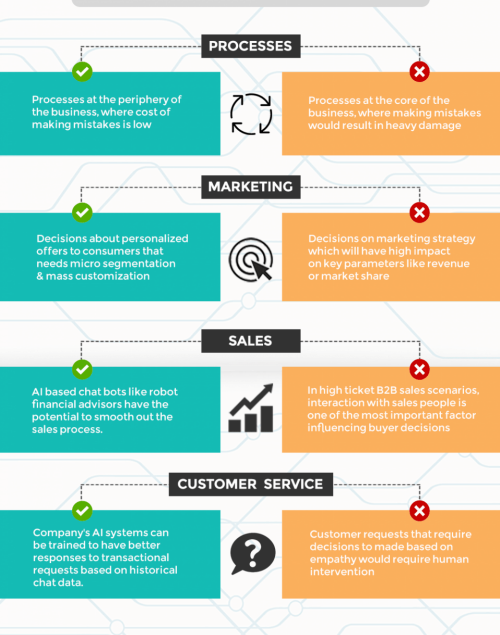 PROCESSES
Processes at the periphery of
the business, where cost of
making mistakes is low
Processes at the core of the
business, where making mistakes
would result in heavy damage
MARKETING
Decisions about personalized
offers to consumers that
needs micro segmentation
& mass customization
Decisions on marketing strategy
which will have high impact
on key parameters like revenue
or market share
SALES
AI based chat bots like robot
financial advisors have the
potential to smooth out the
sales process.
In high ticket B2B sales scenarios,
interaction with sales people is
one of the most important factor
influencing buyer decisions
CUSTOMER SERVICE
Company's AI systems can
be trained to have better
responses to transactional
requests based on historical
chat data.
Customer requests that require
decisions to made based on
empathy would require human
intervention